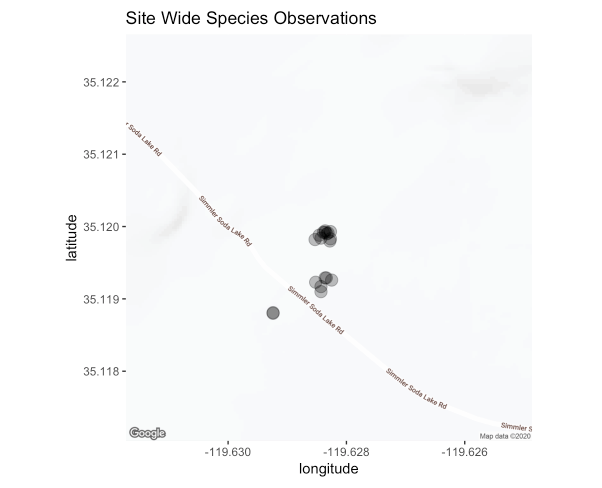 Site Wide Species Observations
35.122
35.121
35.120
35.119
35.118
latitude
r Soda Lake Rd
Simmler Soda Lake Rd
Simmler Soda Lake Rd
Simmler Soda Lake Rd
Simmler S
Google
Map data ©2020
-119.630
-119.628
-119.626
longitude